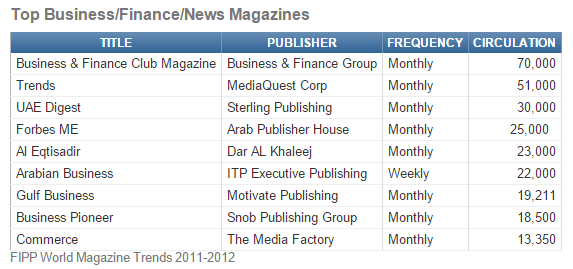 Top Business/Finance/News Magazines
TITLE PUBLISHER FREQUENCY CIRCULATION
Business & Finance Club Magazine Business & Finance Group Monthly 70,000
Trends MediaQuest Corp Monthly 51,000
UAE Digest Sterling Publishing Monthly 30,000
Forbes ME Arab Publisher House Monthly 25,000
Al Eqtisadir Dar AL Khaleej Monthly 23,000
Arabian Business ITP Executive Publishing Weekly 22,000
Gulf Business Motivate Publishing Monthly 19,211
Business Pioneer Snob Publishing Group Monthly 18,500
Commerce The Media Factory Monthly 13,350
FIPP World Magazine Trends 2011-2012